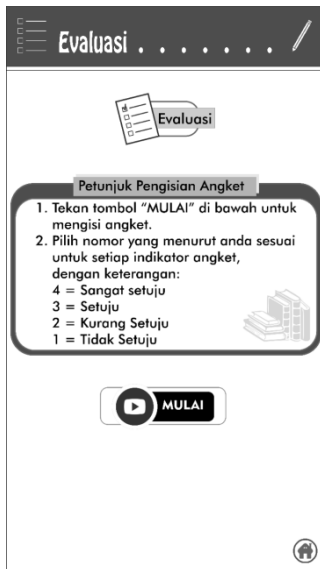 Evaluasi . . . . . . .
Evaluasi
Petunjuk Pengisian Angket
1. Tekan tombol “MULAI” di bawah untuk
mengisi angket.
2. Pilih nomor yang menurut anda sesuai
untuk setiap indikator angket,
dengan keterangan:
4 = Sangat setuju
3 = Setuju
2 = Kurang Setuju
1 = Tidak Setuju
MULAI